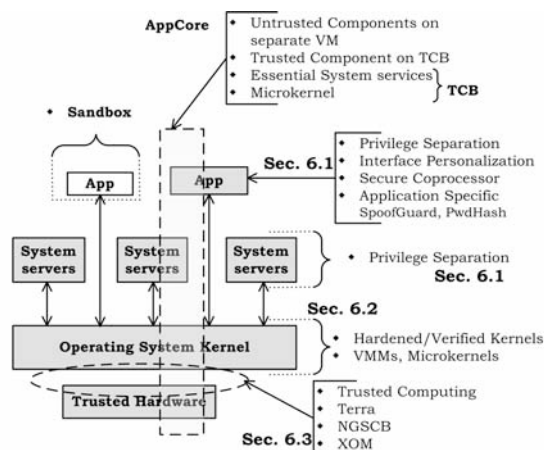 AppCore
◆ Untrusted Components on
separate VM
◆ Trusted Component on TCB
◆ Essential System services
◆ Microkernel
TCB
◆ Sandbox
App
App
Sec. 6.1
◆ Privilege Separation
◆ Interface Personalization
◆ Secure Coprocessor
◆ Application Specific
SpoofGuard, PwdHash
System
servers
System
servers
System
servers
◆ Privilege Separation
Sec. 6.1
Sec. 6.2
Operating System Kernel
◆ Hardened/Verified Kernels
◆ VMMs, Microkernels
Trusted Hardware
Sec. 6.3
◆ Trusted Computing
◆ Terra
◆ NGSCB
◆ XOM